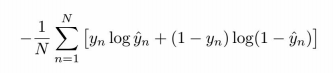 -\frac{1}{N} \sum_{n=1}^{N} \left[ y_n \log \hat{y}_n + (1 - y_n) \log(1 - \hat{y}_n) \right]